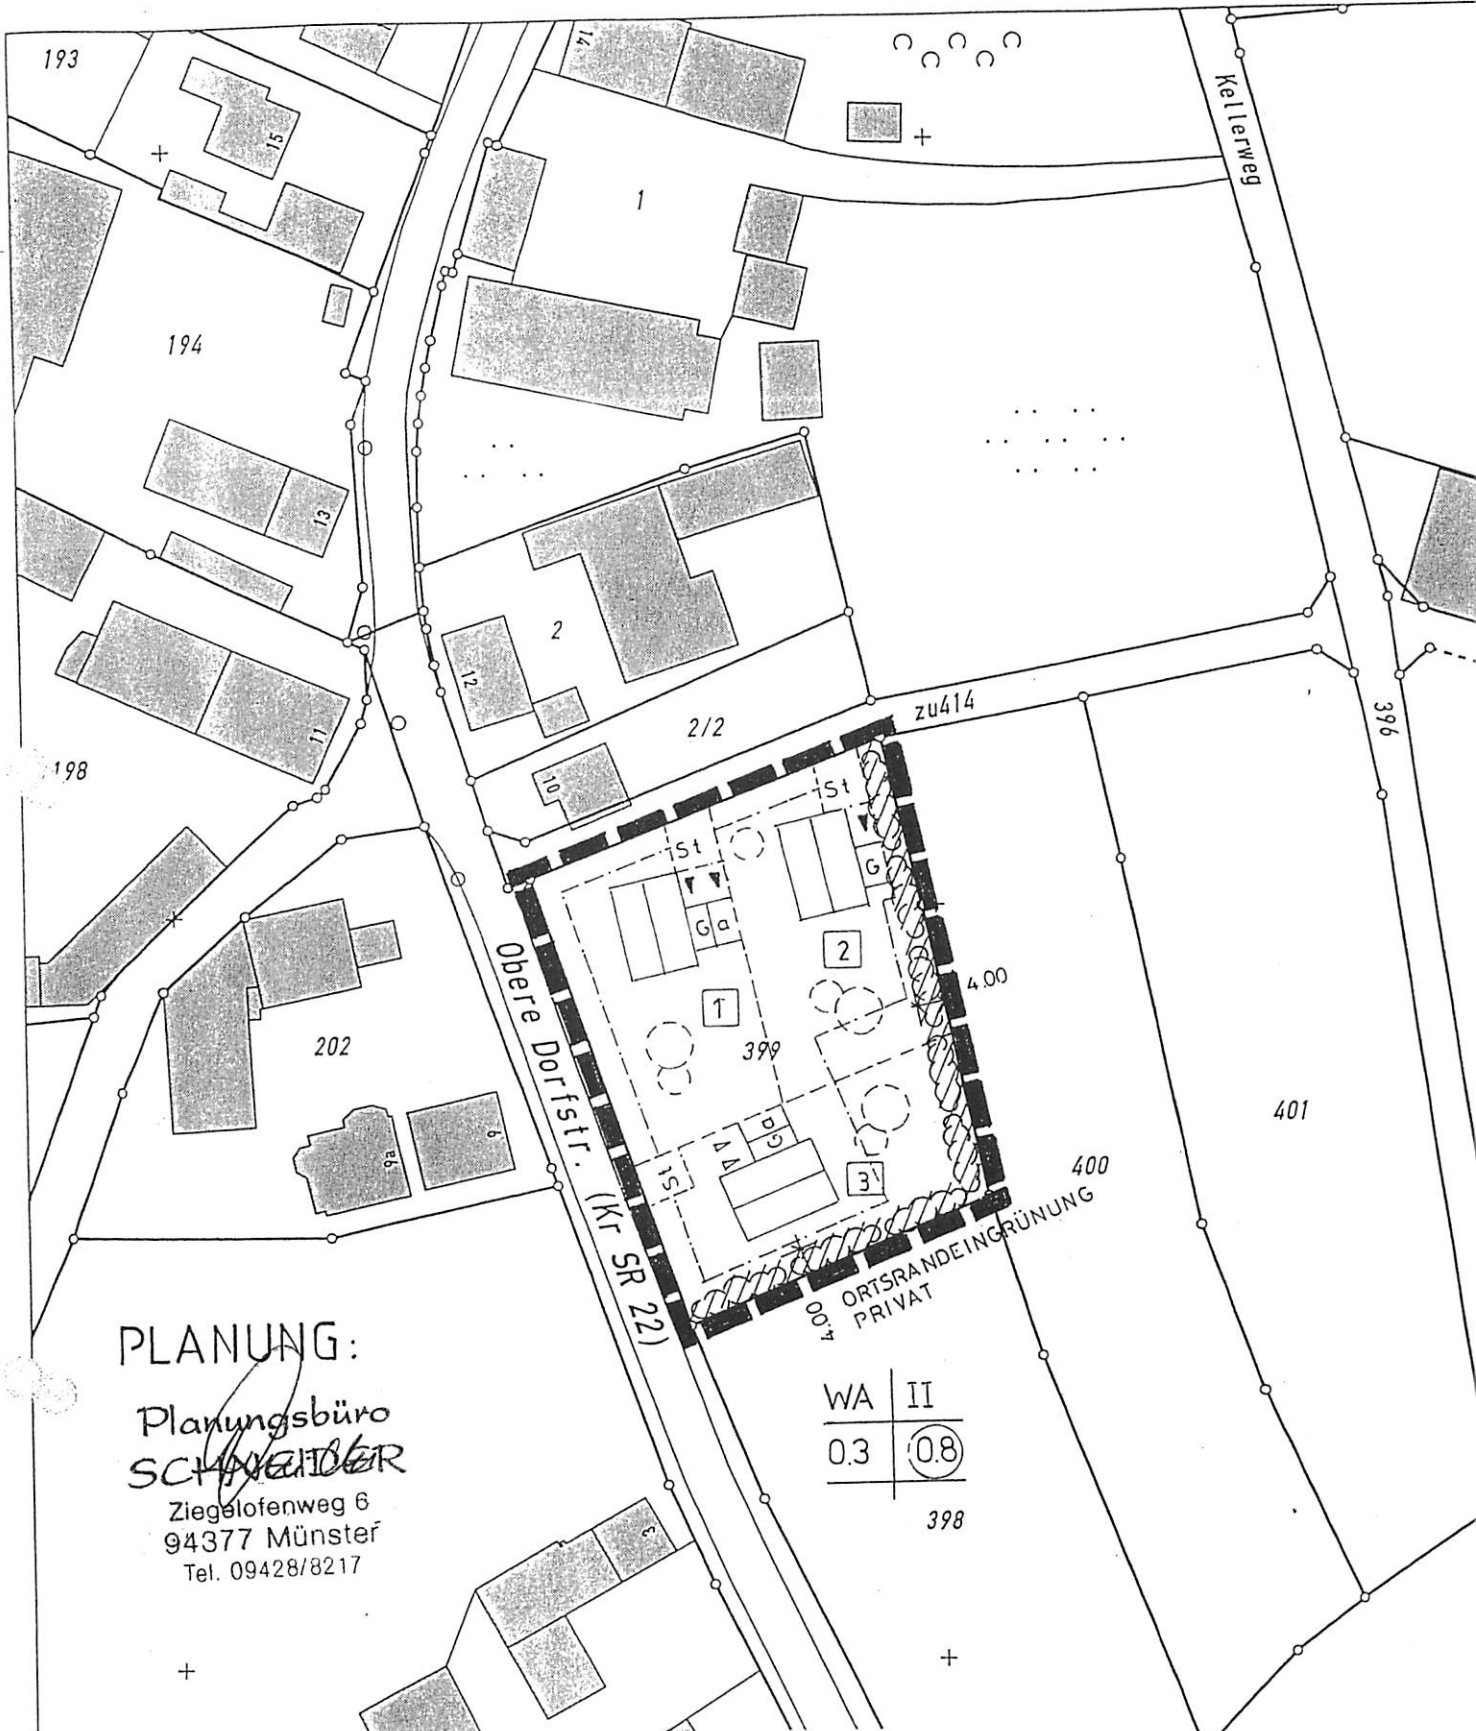 193
14
15
1
Kellerweg
194
13
2
12
zu414
2/2
396
11
198
10
St
St
G
Ga
2
4.00
1
399
Obere Dorfstr. (Kr SR 22)
202
401
Ga
9a
9
St
3
400
ORTSRANDEINGRÜNUNG
PRIVAT
4.00
PLANUNG:
Planungsbüro
SCHNEIDER
Ziegelofenweg 6
94377 Münster
Tel. 09428/8217
WA II
0.3 0.8
398
3